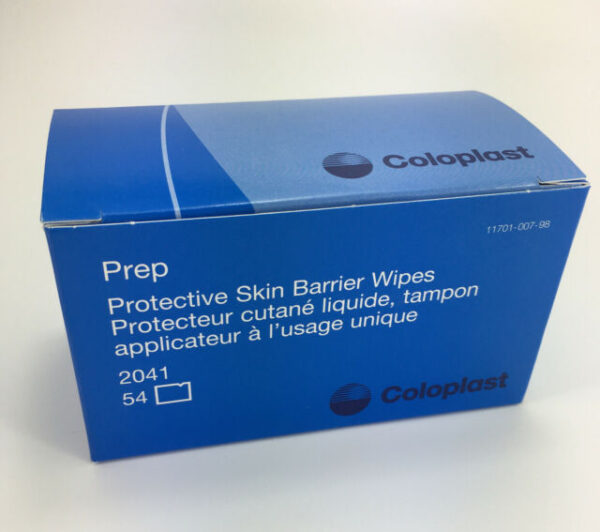 Coloplast
11701-007-98
Prep
Protective Skin Barrier Wipes
Protecteur cutané liquide, tampon
applicateur à l'usage unique
2041
54
Coloplast